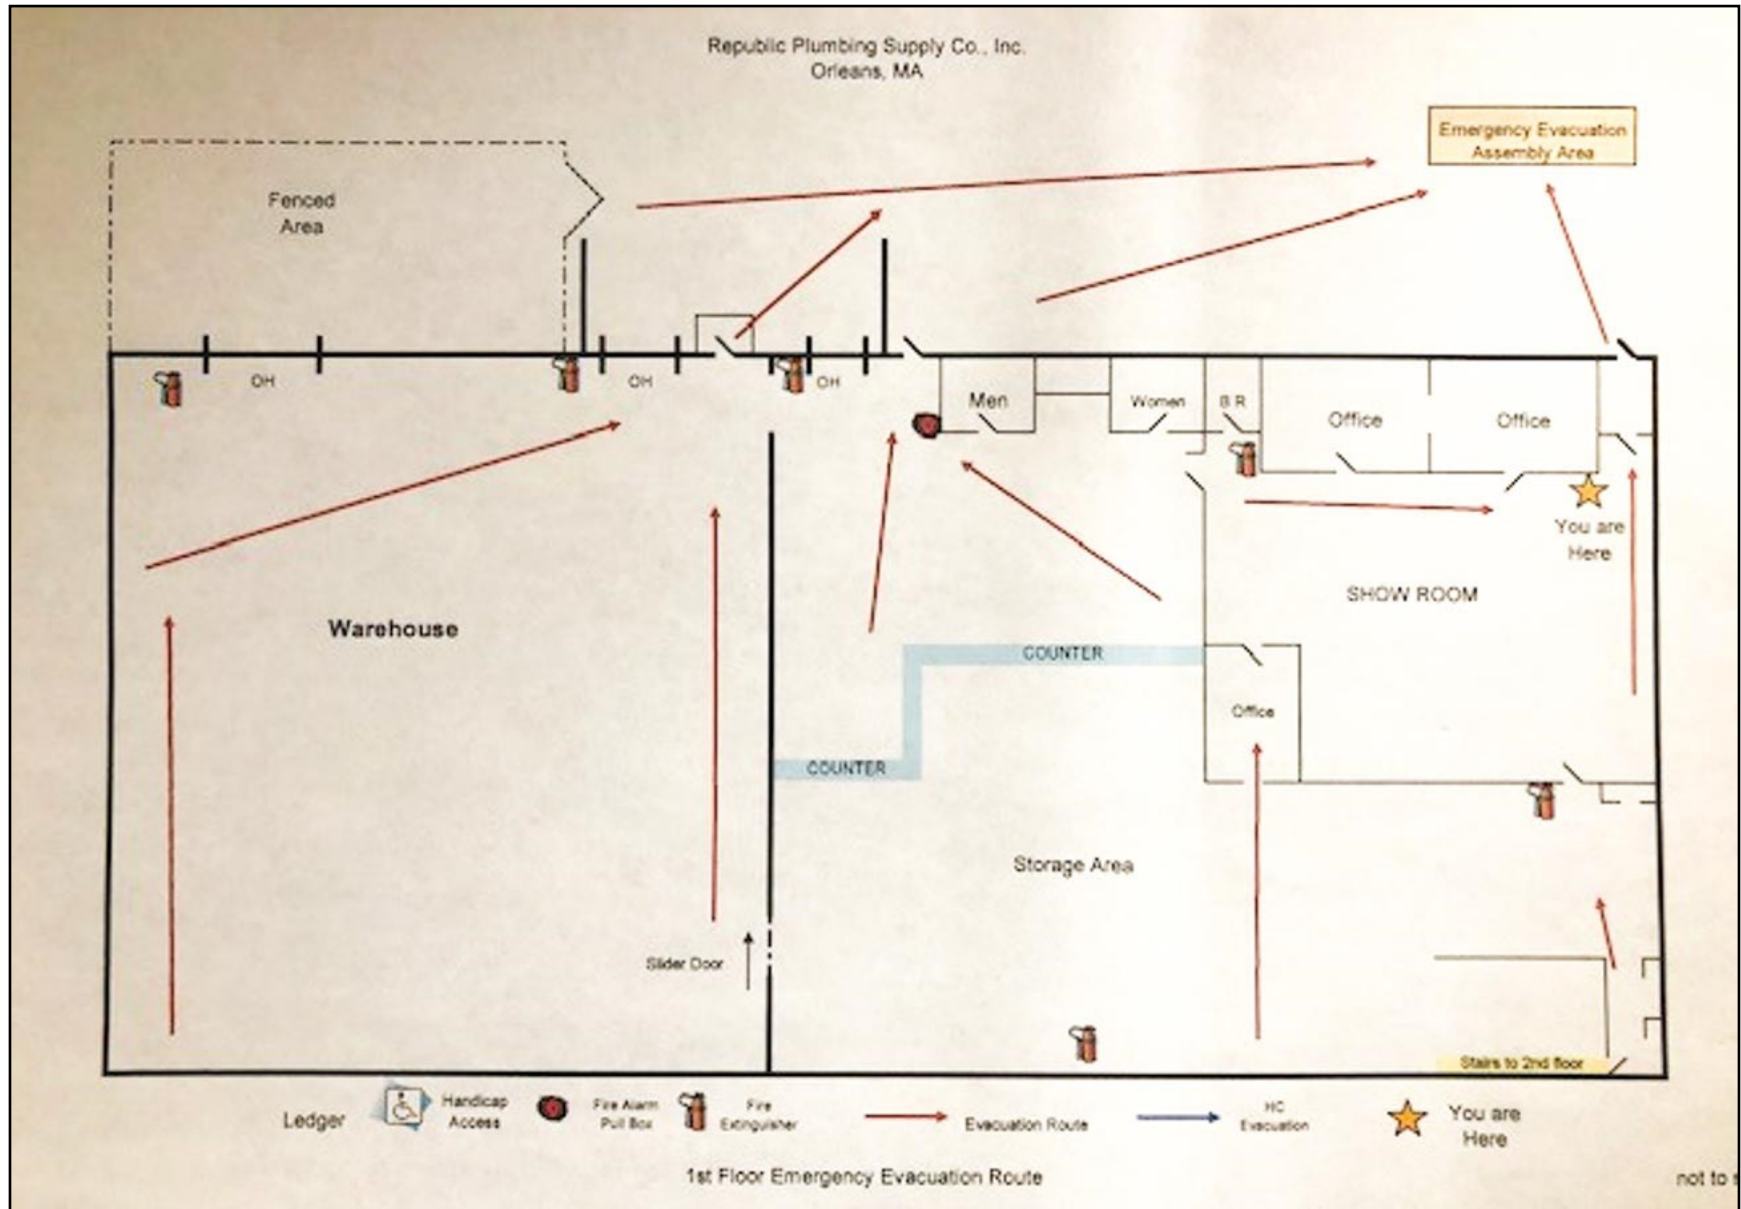 Republic Plumbing Supply Co., Inc.
Orleans, MA
Emergency Evacuation
Assembly Area
Fenced
Area
OH
OH
OH
Men
Women
B R
Office
Office
You are
Here
SHOW ROOM
Warehouse
COUNTER
Office
COUNTER
Storage Area
Slider Door
Stairs to 2nd floor
Ledger
Handicap
Access
Fire Alarm
Pull Box
Fire
Extinguisher
Evacuation Route
HC
Evacuation
You are
Here
1st Floor Emergency Evacuation Route
not to